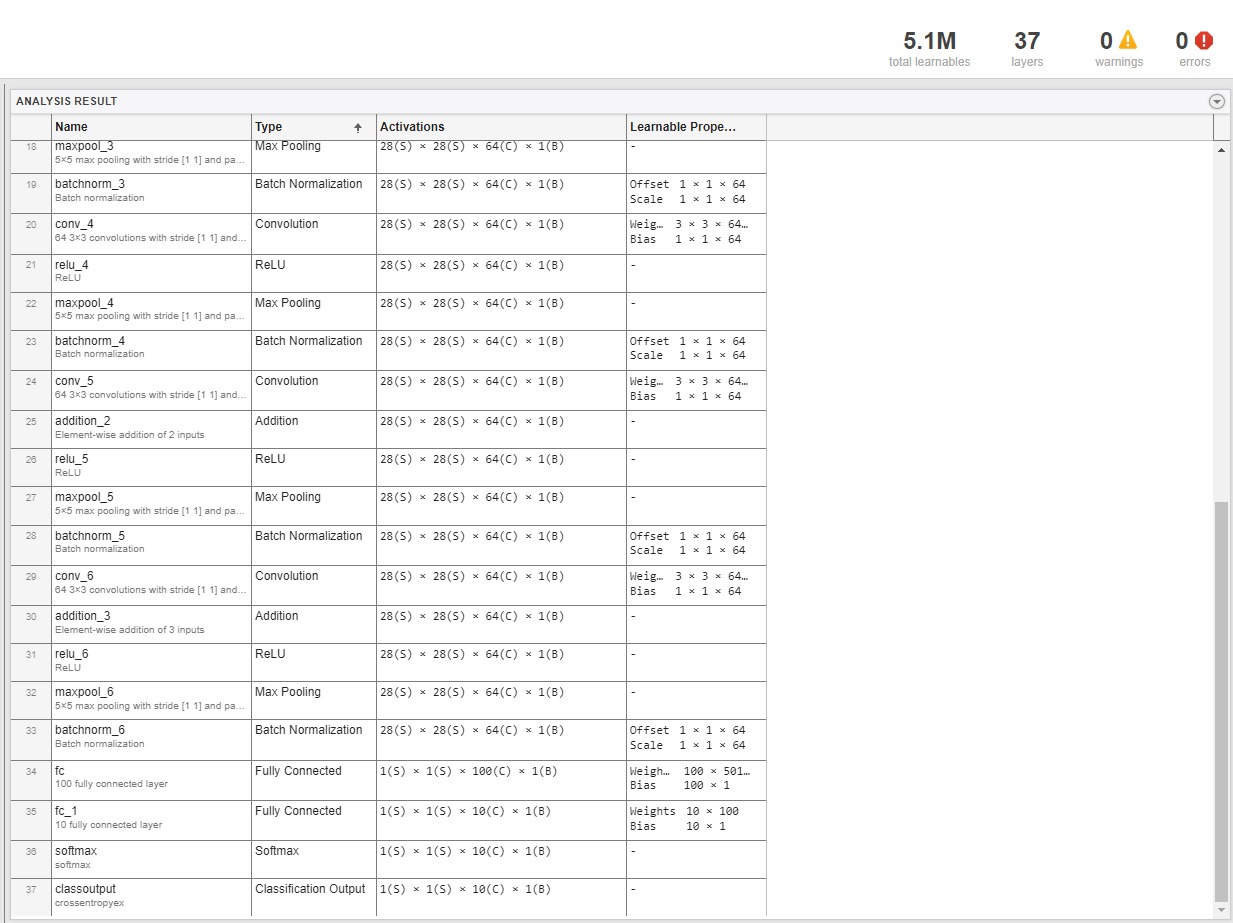 5.1M 37 0 0
total learnables layers warnings errors
ANALYSIS RESULT
Name Type Activations Learnable Prope…
18 maxpool_3 Max Pooling 28(S) × 28(S) × 64(C) × 1(B) -
5×5 max pooling with stride [1 1] and pa…
19 batchnorm_3 Batch Normalization 28(S) × 28(S) × 64(C) × 1(B) Offset 1 × 1 × 64
Batch normalization Scale 1 × 1 × 64
20 conv_4 Convolution 28(S) × 28(S) × 64(C) × 1(B) Weig… 3 × 3 × 64…
64 3×3 convolutions with stride [1 1] and… Bias 1 × 1 × 64
21 relu_4 ReLU 28(S) × 28(S) × 64(C) × 1(B) -
ReLU
22 maxpool_4 Max Pooling 28(S) × 28(S) × 64(C) × 1(B) -
5×5 max pooling with stride [1 1] and pa…
23 batchnorm_4 Batch Normalization 28(S) × 28(S) × 64(C) × 1(B) Offset 1 × 1 × 64
Batch normalization Scale 1 × 1 × 64
24 conv_5 Convolution 28(S) × 28(S) × 64(C) × 1(B) Weig… 3 × 3 × 64…
64 3×3 convolutions with stride [1 1] and… Bias 1 × 1 × 64
25 addition_2 Addition 28(S) × 28(S) × 64(C) × 1(B) -
Element-wise addition of 2 inputs
26 relu_5 ReLU 28(S) × 28(S) × 64(C) × 1(B) -
ReLU
27 maxpool_5 Max Pooling 28(S) × 28(S) × 64(C) × 1(B) -
5×5 max pooling with stride [1 1] and pa…
28 batchnorm_5 Batch Normalization 28(S) × 28(S) × 64(C) × 1(B) Offset 1 × 1 × 64
Batch normalization Scale 1 × 1 × 64
29 conv_6 Convolution 28(S) × 28(S) × 64(C) × 1(B) Weig… 3 × 3 × 64…
64 3×3 convolutions with stride [1 1] and… Bias 1 × 1 × 64
30 addition_3 Addition 28(S) × 28(S) × 64(C) × 1(B) -
Element-wise addition of 3 inputs
31 relu_6 ReLU 28(S) × 28(S) × 64(C) × 1(B) -
ReLU
32 maxpool_6 Max Pooling 28(S) × 28(S) × 64(C) × 1(B) -
5×5 max pooling with stride [1 1] and pa…
33 batchnorm_6 Batch Normalization 28(S) × 28(S) × 64(C) × 1(B) Offset 1 × 1 × 64
Batch normalization Scale 1 × 1 × 64
34 fc Fully Connected 1(S) × 1(S) × 100(C) × 1(B) Weigh… 100 × 501…
100 fully connected layer Bias 100 × 1
35 fc_1 Fully Connected 1(S) × 1(S) × 10(C) × 1(B) Weights 10 × 100
10 fully connected layer Bias 10 × 1
36 softmax Softmax 1(S) × 1(S) × 10(C) × 1(B) -
softmax
37 classoutput Classification Output 1(S) × 1(S) × 10(C) × 1(B) -
crossentropyex